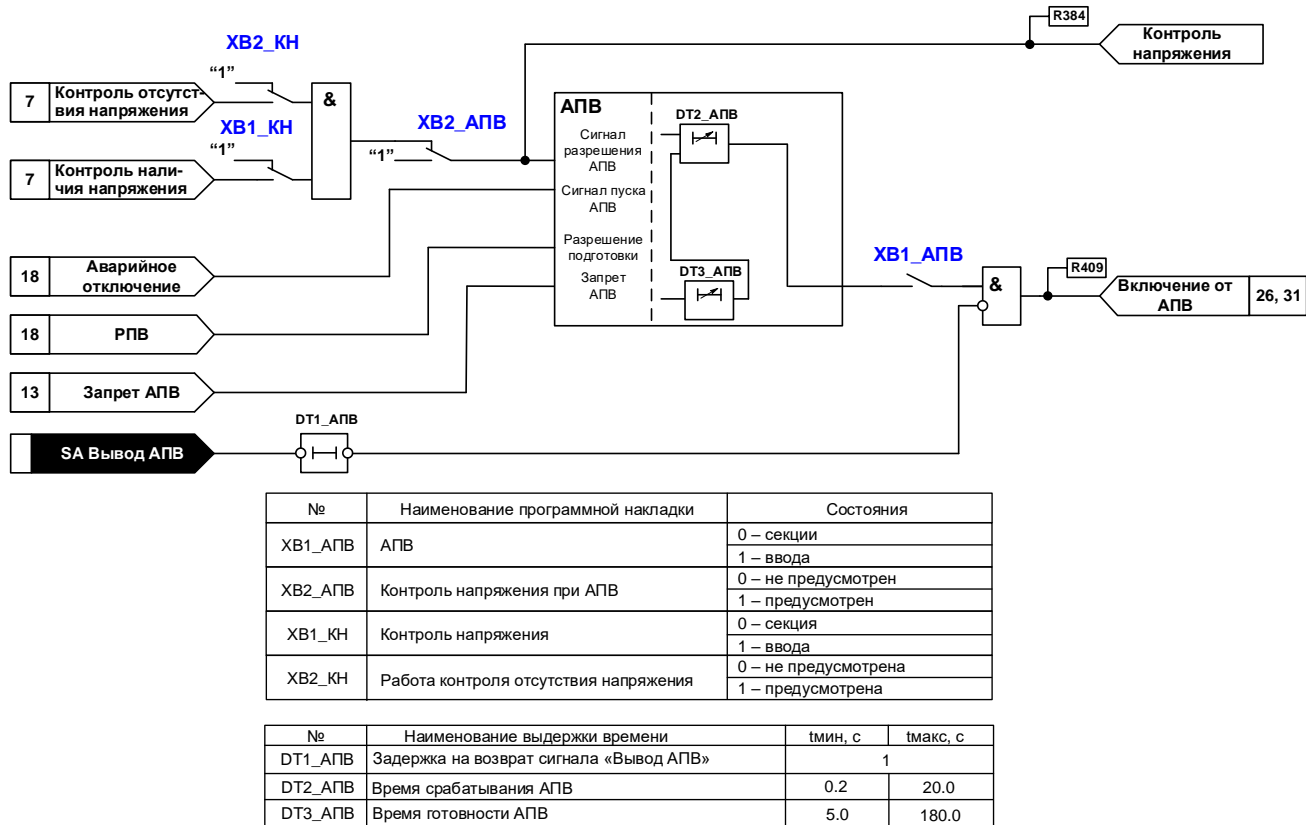 R384
Контроль
напряжения
XB2_КН
“1”
7 Контроль отсутст-
вия напряжения
&
XB1_КН
“1”
7 Контроль нали-
чия напряжения
XB2_АПВ
“1”
АПВ
DT2_АПВ
Сигнал
разрешения
АПВ
Сигнал пуска
АПВ
Разрешение
подготовки
Запрет
АПВ
DT3_АПВ
18 Аварийное
отключение
18 РПВ
13 Запрет АПВ
SA Вывод АПВ
DT1_АПВ
XB1_АПВ
&
R409
Включение от
АПВ
26, 31
№ Наименование программной накладки Состояния
XB1_АПВ АПВ 0 – секции
1 – ввода
XB2_АПВ Контроль напряжения при АПВ 0 – не предусмотрен
1 – предусмотрен
XB1_КН Контроль напряжения 0 – секция
1 – ввода
XB2_КН Работа контроля отсутствия напряжения 0 – не предусмотрена
1 – предусмотрена
№ Наименование выдержки времени tмин, с tмакс, с
DT1_АПВ Задержка на возврат сигнала «Вывод АПВ» 1
DT2_АПВ Время срабатывания АПВ 0.2 20.0
DT3_АПВ Время готовности АПВ 5.0 180.0